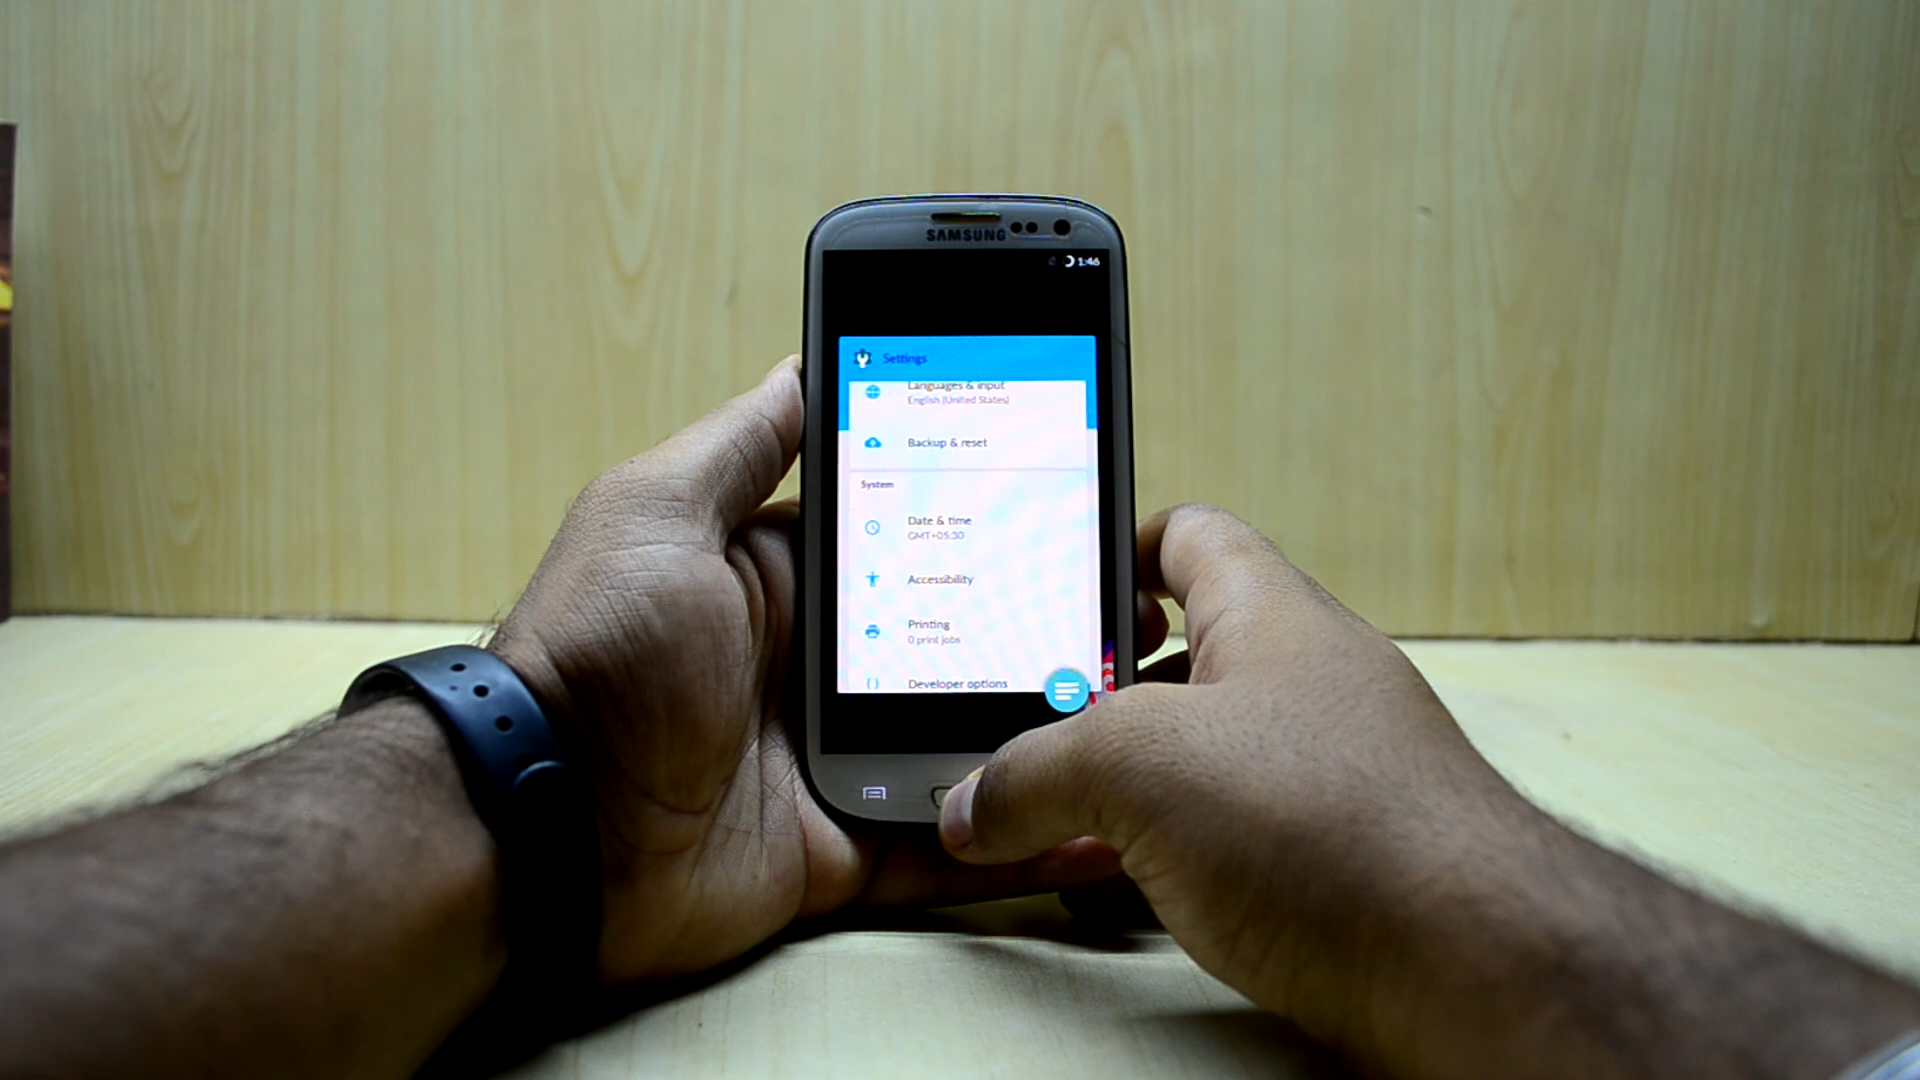 SAMSUNG
1:46
Settings
Languages & input
English (United States)
Backup & reset
System
Date & time
GMT+05:30
Accessibility
Printing
0 print jobs
Developer options